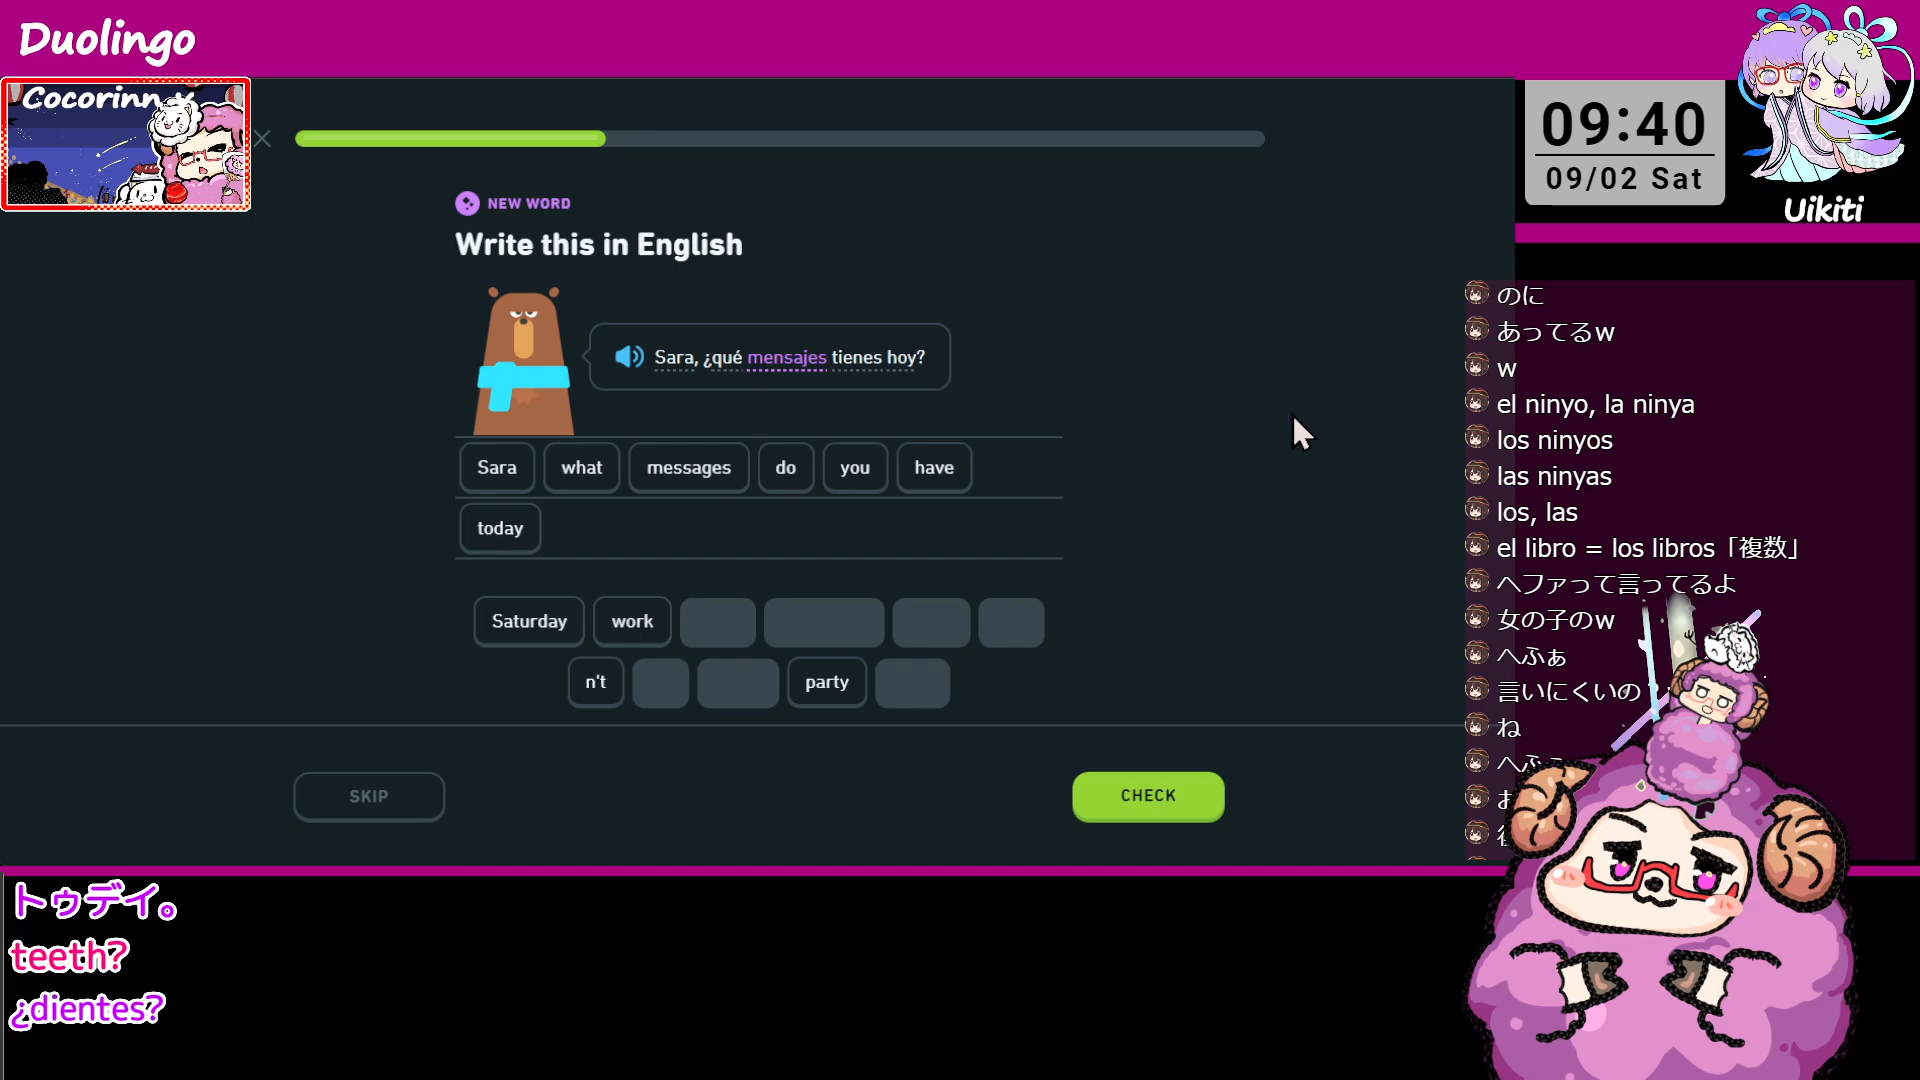 Duolingo
Cocorinn
09:40
09/02 Sat
Uikiti
NEW WORD
Write this in English
Sara, ¿qué mensajes tienes hoy?
Sara what messages do you have
today
Saturday work
n't party
SKIP CHECK
のに
あってるw
w
el ninyo, la ninya
los ninyos
las ninyas
los, las
el libro = los libros「複数」
ヘファって言ってるよ
女の子のw
へふぁ
言いにくいの
ね
トゥデイ。
teeth?
¿dientes?